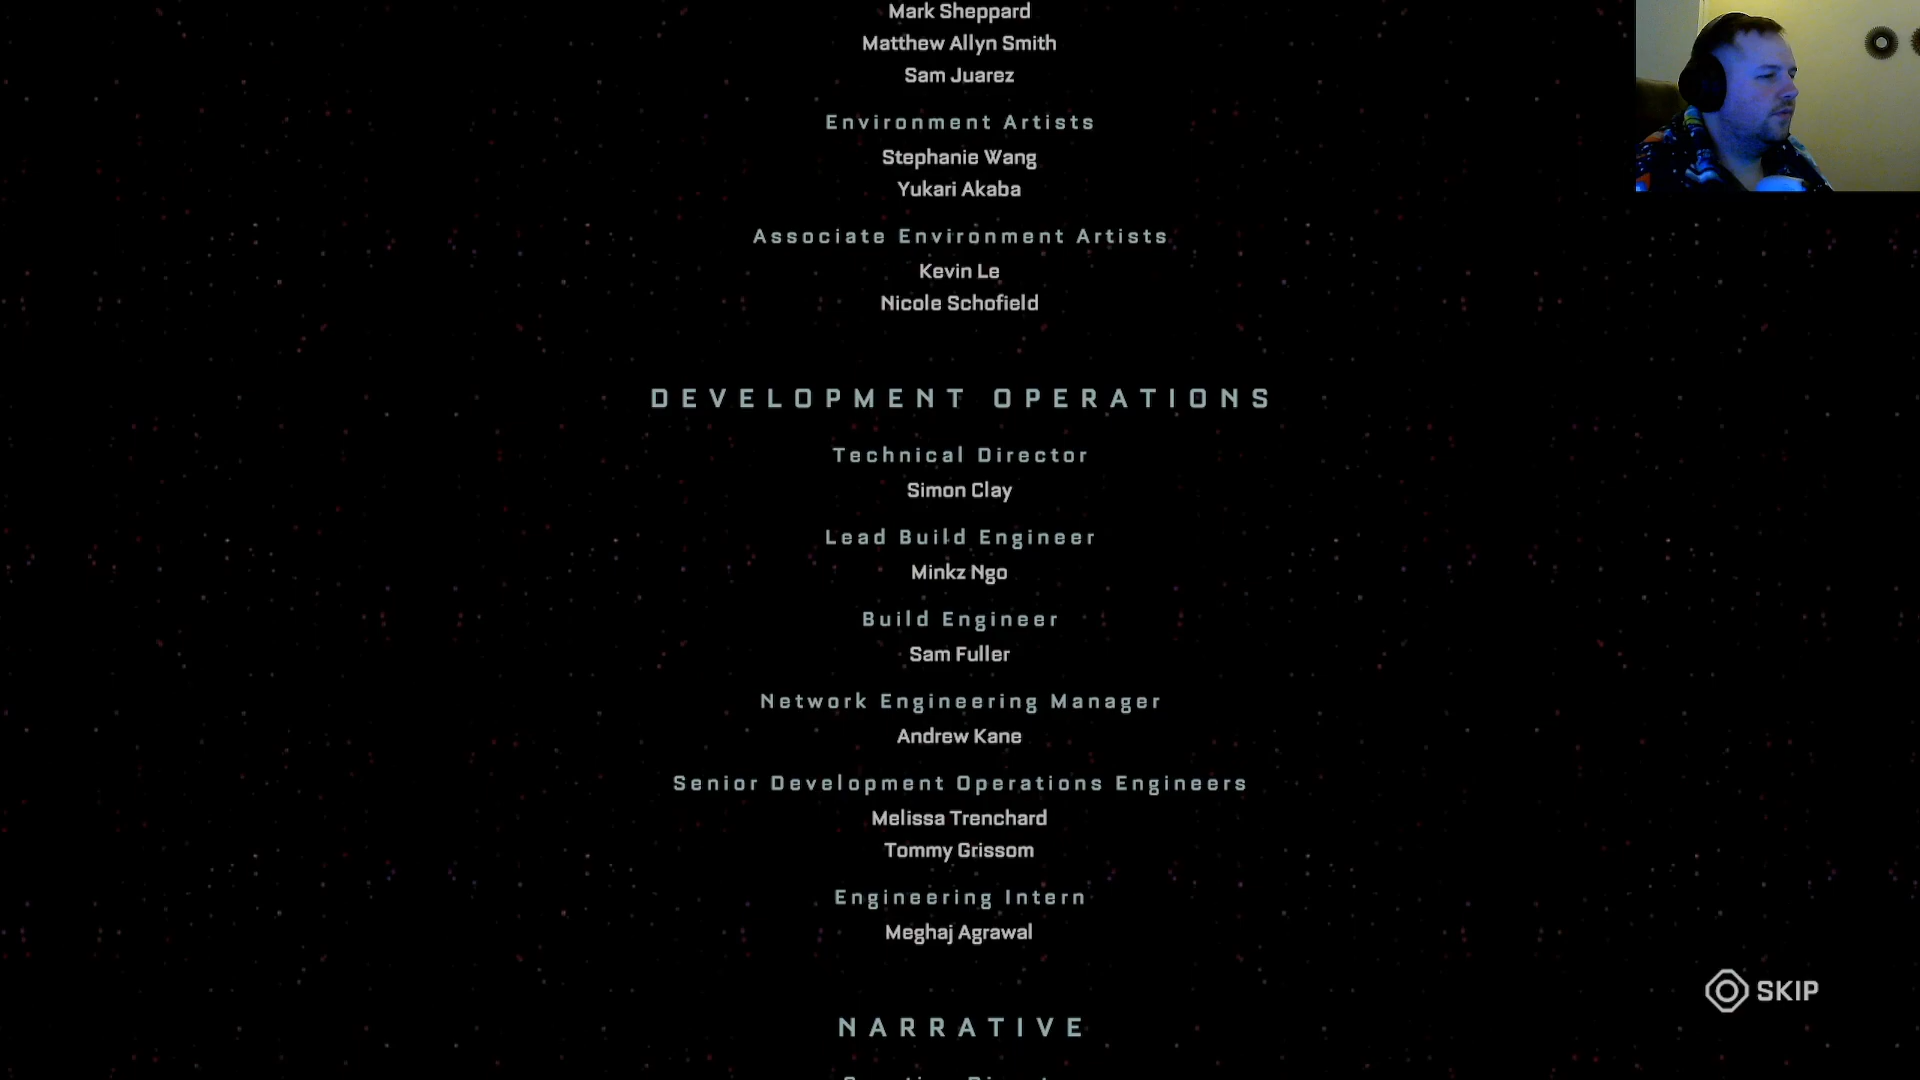 Mark Sheppard
Matthew Allyn Smith
Sam Juarez
Environment Artists
Stephanie Wang
Yukari Akaba
Associate Environment Artists
Kevin Le
Nicole Schofield
DEVELOPMENT OPERATIONS
Technical Director
Simon Clay
Lead Build Engineer
Minkz Ngo
Build Engineer
Sam Fuller
Network Engineering Manager
Andrew Kane
Senior Development Operations Engineers
Melissa Trenchard
Tommy Grissom
Engineering Intern
Meghaj Agrawal
SKIP
NARRATIVE